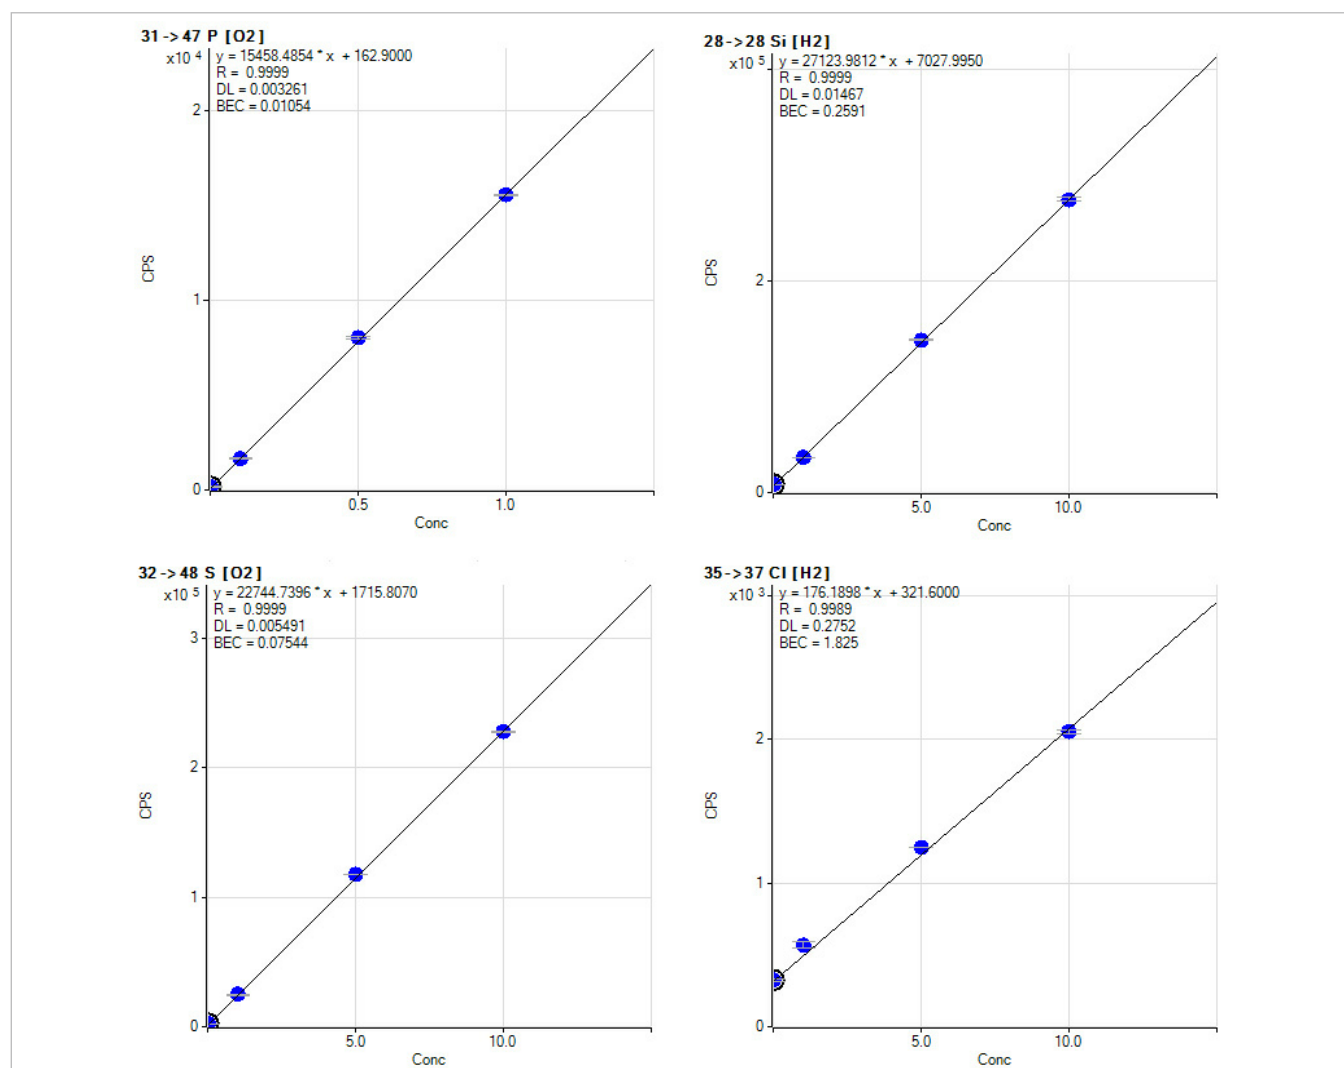 31->47 P [O2]
x10 4
y = 15458.4854 * x + 162.9000
R = 0.9999
DL = 0.003261
BEC = 0.01054
2
1
0
CPS
0.5
1.0
Conc
28->28 Si [H2]
x10 5
y = 27123.9812 * x + 7027.9950
R = 0.9999
DL = 0.01467
BEC = 0.2591
2
0
CPS
5.0
10.0
Conc
32->48 S [O2]
x10 5
y = 22744.7396 * x + 1715.8070
R = 0.9999
DL = 0.005491
BEC = 0.07544
3
2
1
0
CPS
5.0
10.0
Conc
35->37 Cl [H2]
x10 3
y = 176.1898 * x + 321.6000
R = 0.9989
DL = 0.2752
BEC = 1.825
2
1
0
CPS
5.0
10.0
Conc